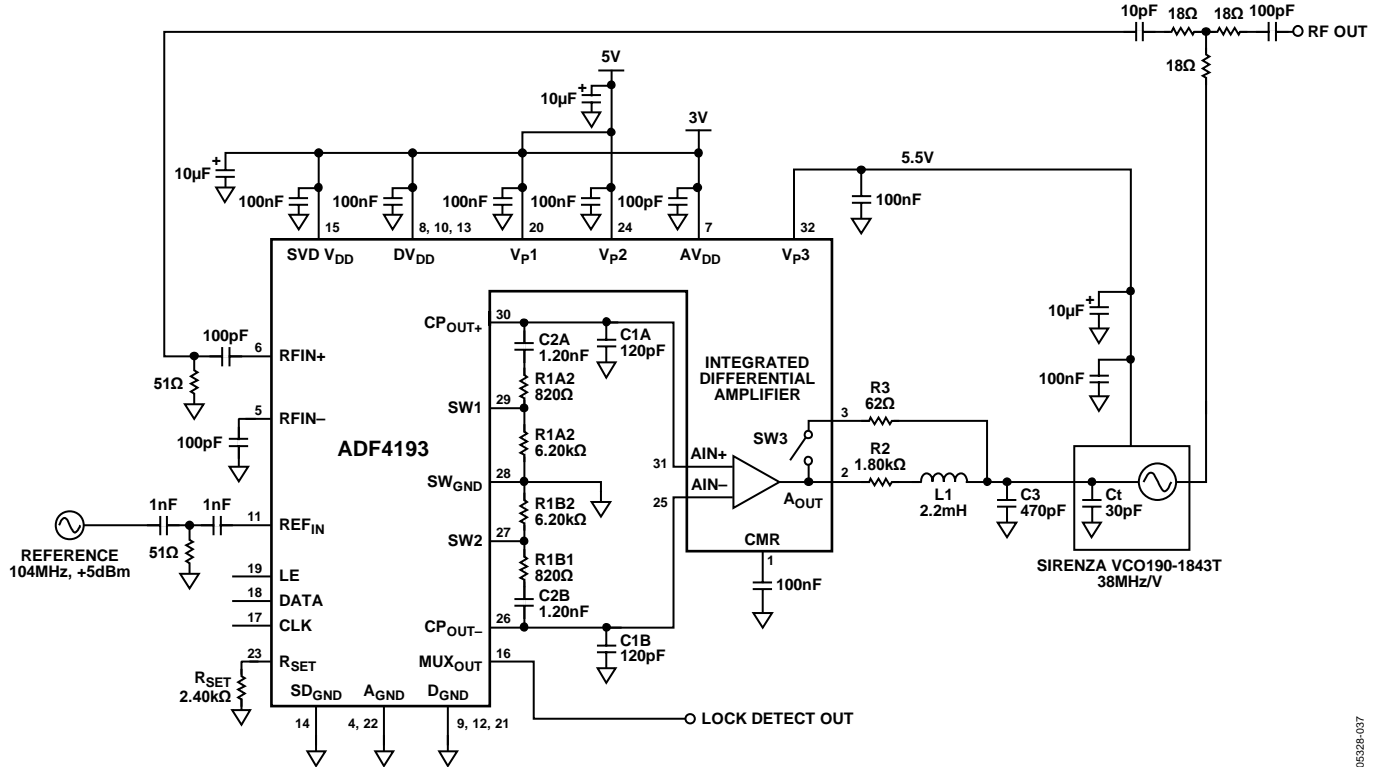 10pF 18Ω 18Ω 100pF
RF OUT
18Ω
5V
10µF +
3V
10µF +
5.5V
100nF 100nF 100nF 100nF 100pF 100nF
15 8, 10, 13 20 24 7 32
SVD VDD DVDD VP1 VP2 AVDD VP3
10µF +
100nF
100pF
6 RFIN+
51Ω
5 RFIN–
100pF
ADF4193
1nF 1nF
11 REFIN
51Ω
REFERENCE
104MHz, +5dBm
19 LE
18 DATA
17 CLK
23 RSET
RSET
2.40kΩ
SDGND AGND DGND
14 4, 22 9, 12, 21
CPOUT+ 30
C2A
1.20nF
C1A
120pF
R1A2
820Ω
SW1 29
R1A2
6.20kΩ
SWGND 28
R1B2
6.20kΩ
SW2 27
R1B1
820Ω
C2B
1.20nF
CPOUT– 26
C1B
120pF
MUXOUT 16
LOCK DETECT OUT
INTEGRATED
DIFFERENTIAL
AMPLIFIER
31 AIN+
25 AIN–
SW3
AOUT
CMR
1
100nF
3
R3
62Ω
2
R2
1.80kΩ
L1
2.2mH
C3
470pF
Ct
30pF
SIRENZA VCO190-1843T
38MHz/V
05328-037